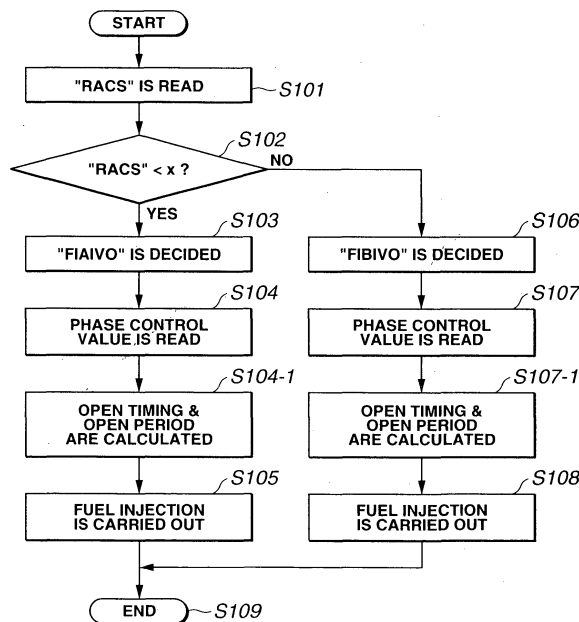 START
"RACS" IS READ
S101
"RACS" < x ?
S102
NO
YES
"FIAIVO" IS DECIDED
S103
PHASE CONTROL
VALUE IS READ
S104
OPEN TIMING &
OPEN PERIOD
ARE CALCULATED
S104-1
FUEL INJECTION
IS CARRIED OUT
S105
"FIBIVO" IS DECIDED
S106
PHASE CONTROL
VALUE IS READ
S107
OPEN TIMING &
OPEN PERIOD
ARE CALCULATED
S107-1
FUEL INJECTION
IS CARRIED OUT
S108
END
S109